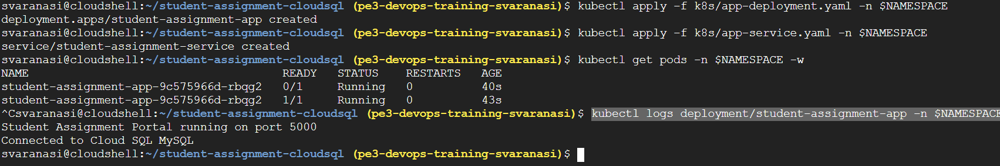 svaranasi@cloudshell:~/student-assignment-cloudsql (pe3-devops-training-svaranasi)$ kubectl apply -f k8s/app-deployment.yaml -n $NAMESPACE
deployment.apps/student-assignment-app created
svaranasi@cloudshell:~/student-assignment-cloudsql (pe3-devops-training-svaranasi)$ kubectl apply -f k8s/app-service.yaml -n $NAMESPACE
service/student-assignment-service created
svaranasi@cloudshell:~/student-assignment-cloudsql (pe3-devops-training-svaranasi)$ kubectl get pods -n $NAMESPACE -w
NAME READY STATUS RESTARTS AGE
student-assignment-app-9c575966d-rbqg2 0/1 Running 0 40s
student-assignment-app-9c575966d-rbqg2 1/1 Running 0 43s
^Csvaranasi@cloudshell:~/student-assignment-cloudsql (pe3-devops-training-svaranasi)$ kubectl logs deployment/student-assignment-app -n $NAMESPACE
Student Assignment Portal running on port 5000
Connected to Cloud SQL MySQL
svaranasi@cloudshell:~/student-assignment-cloudsql (pe3-devops-training-svaranasi)$